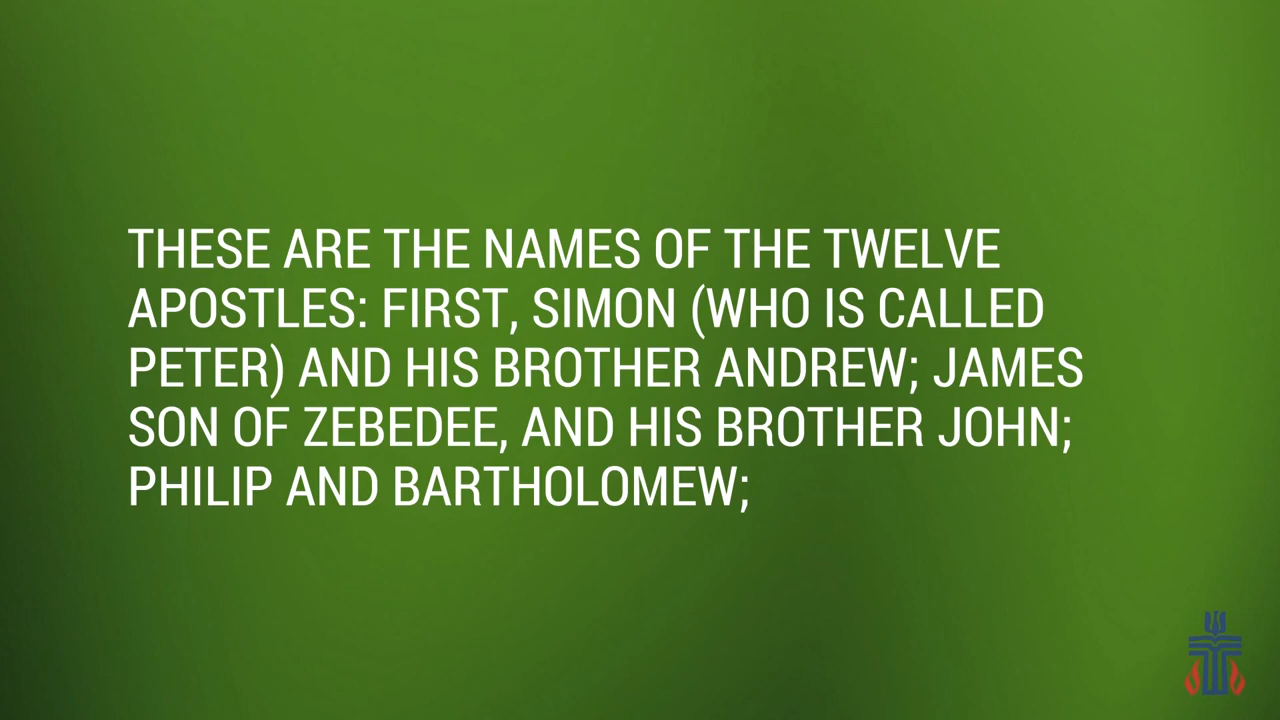 THESE ARE THE NAMES OF THE TWELVE
APOSTLES: FIRST, SIMON (WHO IS CALLED
PETER) AND HIS BROTHER ANDREW; JAMES
SON OF ZEBEDEE, AND HIS BROTHER JOHN;
PHILIP AND BARTHOLOMEW;